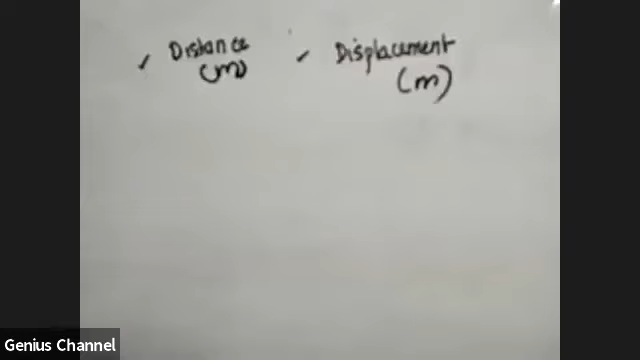 ✓ Distance ✓ Displacement
(m) (m)
Genius Channel